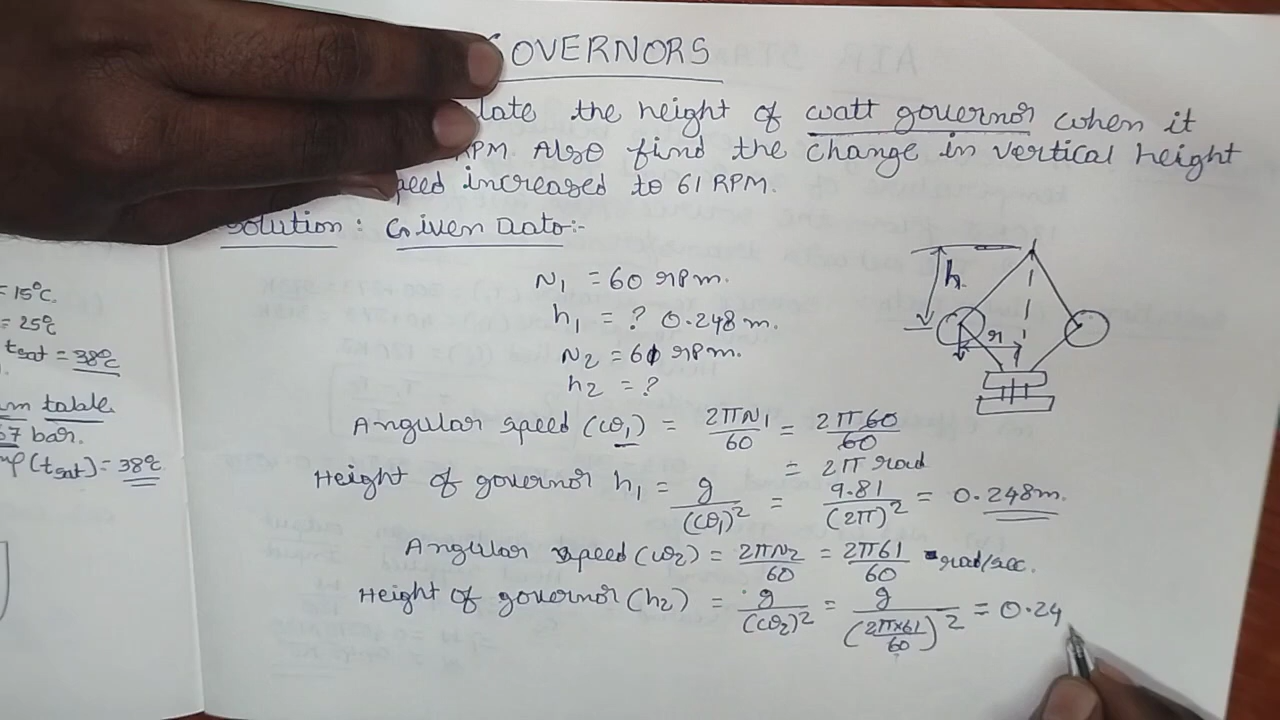 GOVERNORS
late the height of watt governor when it
RPM. Also find the change in vertical height
peed increased to 61 RPM.
Solution : Given Data:-
N1 = 60 rpm.
h1 = ? 0.248 m.
N2 = 61 rpm.
h2 = ?
h.
r
Angular speed (ω1) = 2πN1/60 = 2π60/60
= 2π rad
Height of governor h1 = g/(ω1)² = 9.81/(2π)² = 0.248m.
Angular speed (ω2) = 2πN2/60 = 2π61/60 rad/sec.
Height of governor (h2) = g/(ω2)² = g/(2π×61/60)² = 0.24
= 15°C.
= 25°C
tsat = 38°C
table
67 bar.
(tsat) = 38°C